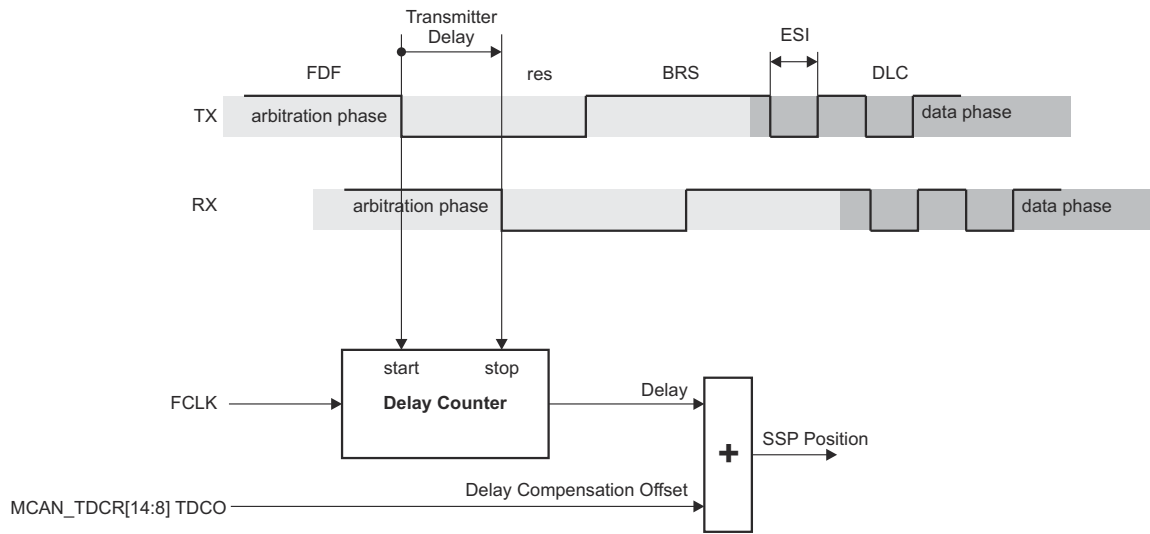 Transmitter
Delay
ESI
FDF
res
BRS
DLC
TX
arbitration phase
data phase
RX
arbitration phase
data phase
start
stop
FCLK
Delay Counter
Delay
+
SSP Position
Delay Compensation Offset
MCAN_TDCR[14:8] TDCO